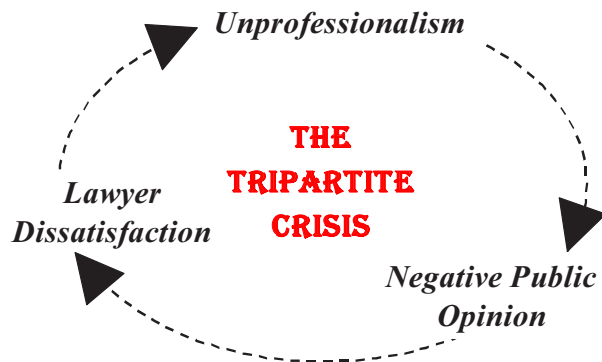 Unprofessionalism
THE
TRIPARTITE
CRISIS
Lawyer
Dissatisfaction
Negative Public
Opinion